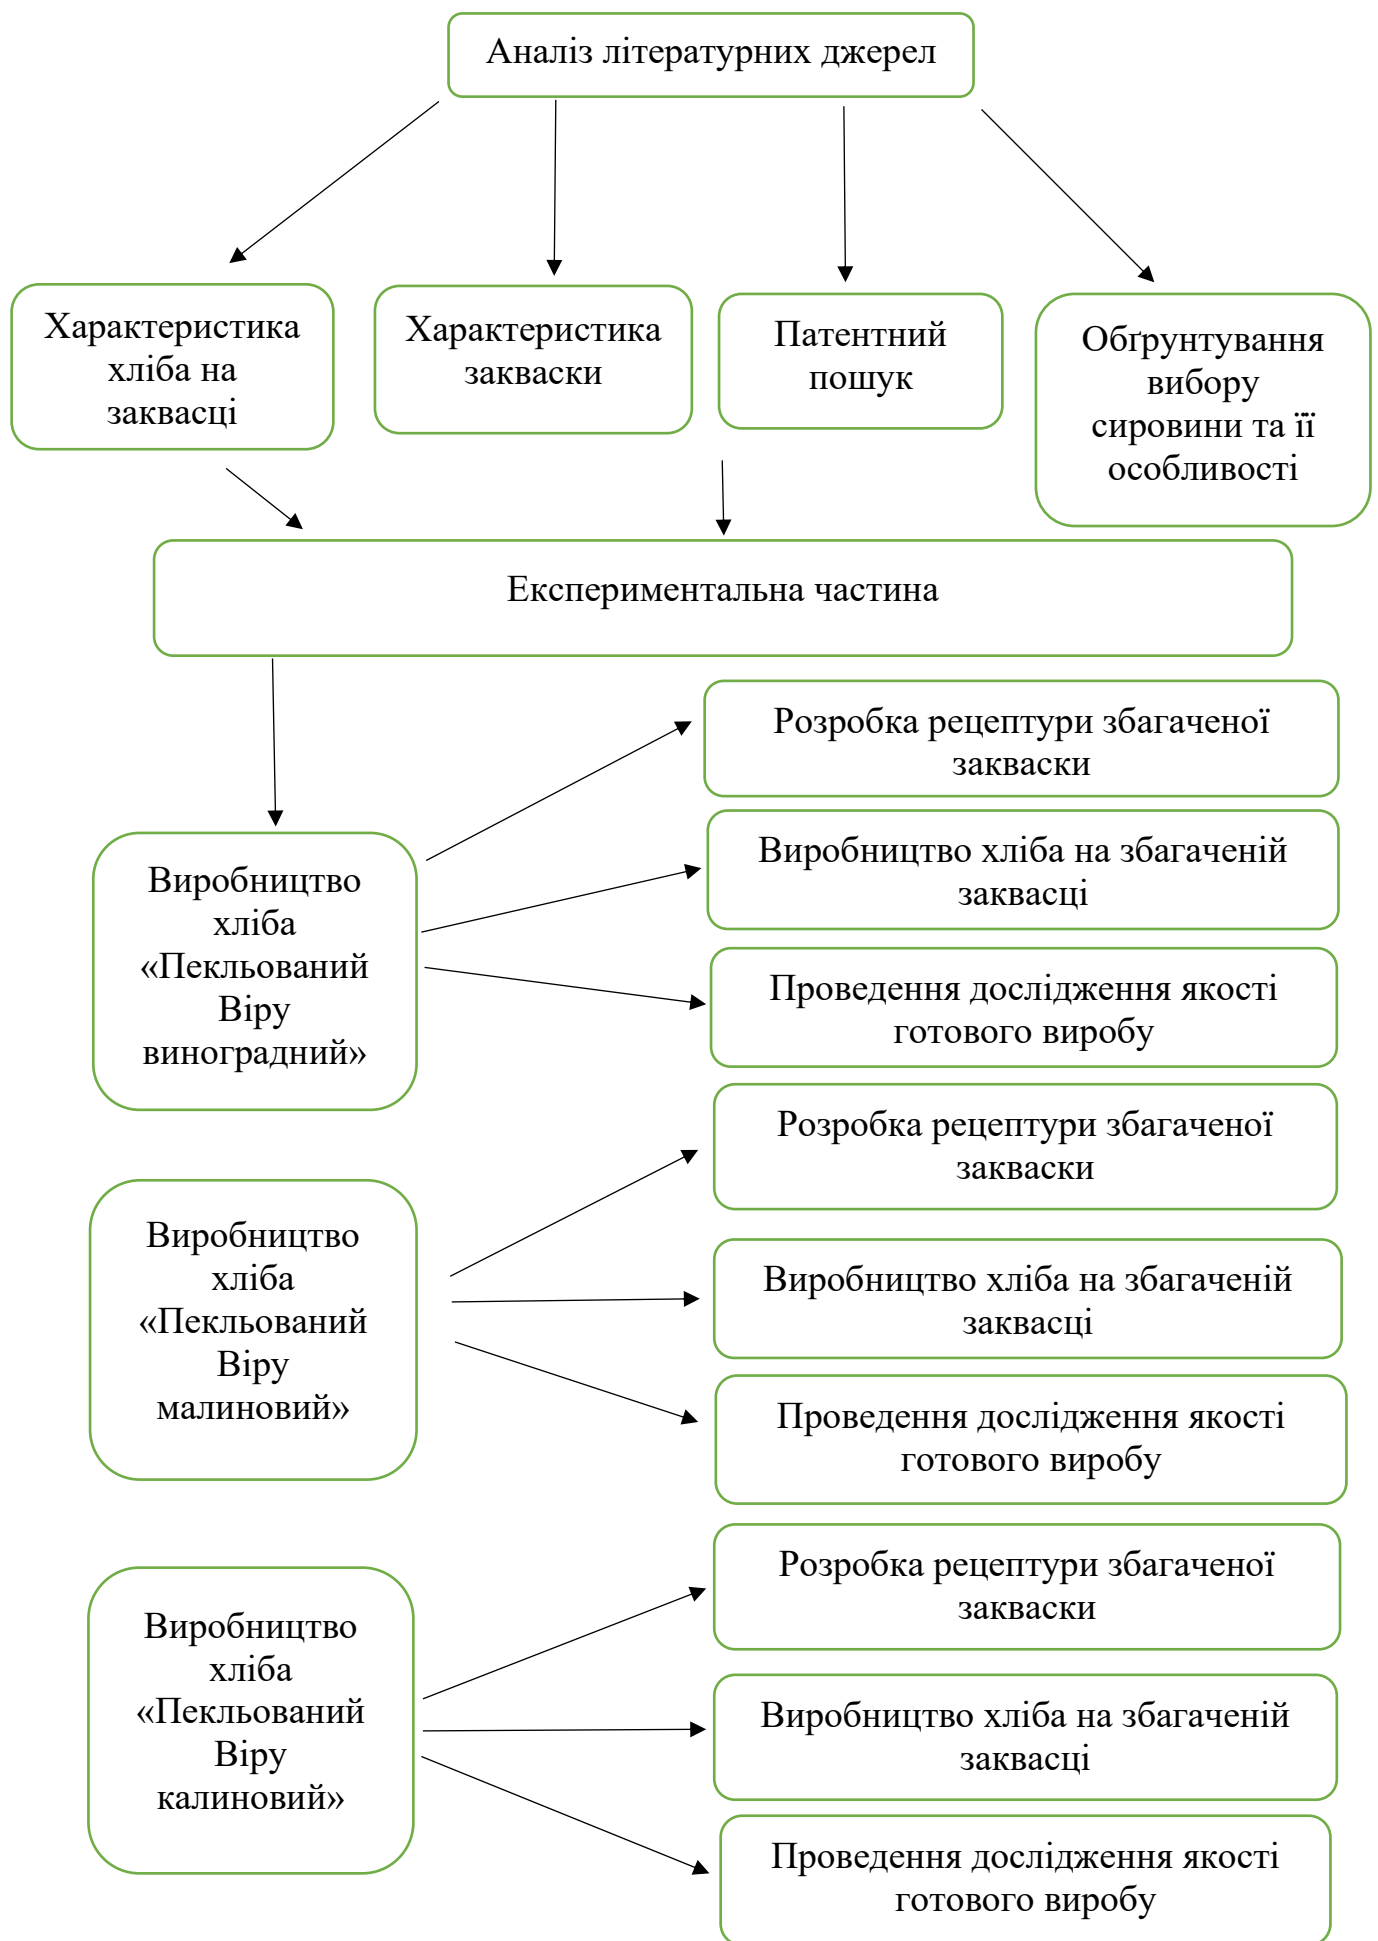 Аналіз літературних джерел
Характеристика
хліба на
заквасці
Характеристика
закваски
Патентний
пошук
Обґрунтування
вибору
сировини та її
особливості
Експериментальна частина
Виробництво
хліба
«Пекльований
Віру
виноградний»
Розробка рецептури збагаченої
закваски
Виробництво хліба на збагаченій
заквасці
Проведення дослідження якості
готового виробу
Виробництво
хліба
«Пекльований
Віру
малиновий»
Розробка рецептури збагаченої
закваски
Виробництво хліба на збагаченій
заквасці
Проведення дослідження якості
готового виробу
Виробництво
хліба
«Пекльований
Віру
калиновий»
Розробка рецептури збагаченої
закваски
Виробництво хліба на збагаченій
заквасці
Проведення дослідження якості
готового виробу